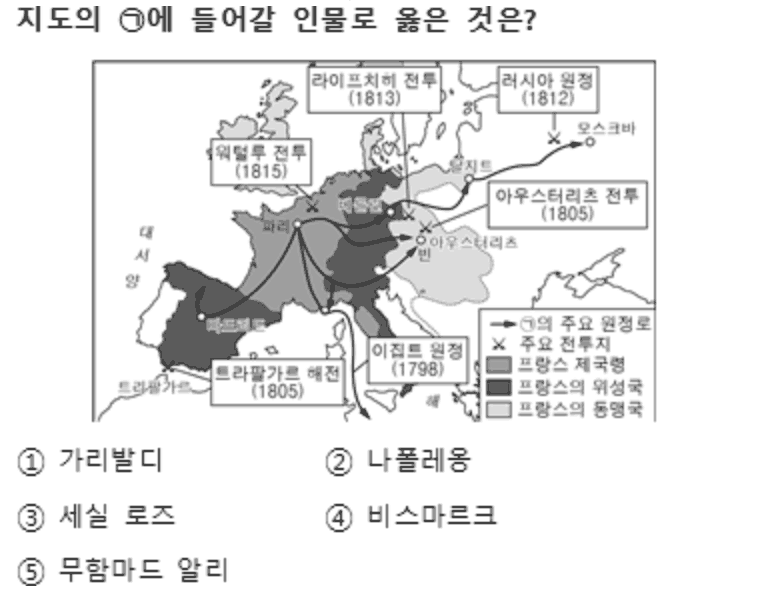 지도의 ㉠에 들어갈 인물로 옳은 것은?
라이프치히 전투
(1813)
러시아 원정
(1812)
모스크바
워털루 전투
(1815)
틸지트
아우스터리츠 전투
(1805)
파리
아우스터리츠
빈
대
서
양
마드리드
트라팔가르
트라팔가르 해전
(1805)
이집트 원정
(1798)
해
㉠의 주요 원정로
주요 전투지
프랑스 제국령
프랑스의 위성국
프랑스의 동맹국
① 가리발디
② 나폴레옹
③ 세실 로즈
④ 비스마르크
⑤ 무함마드 알리